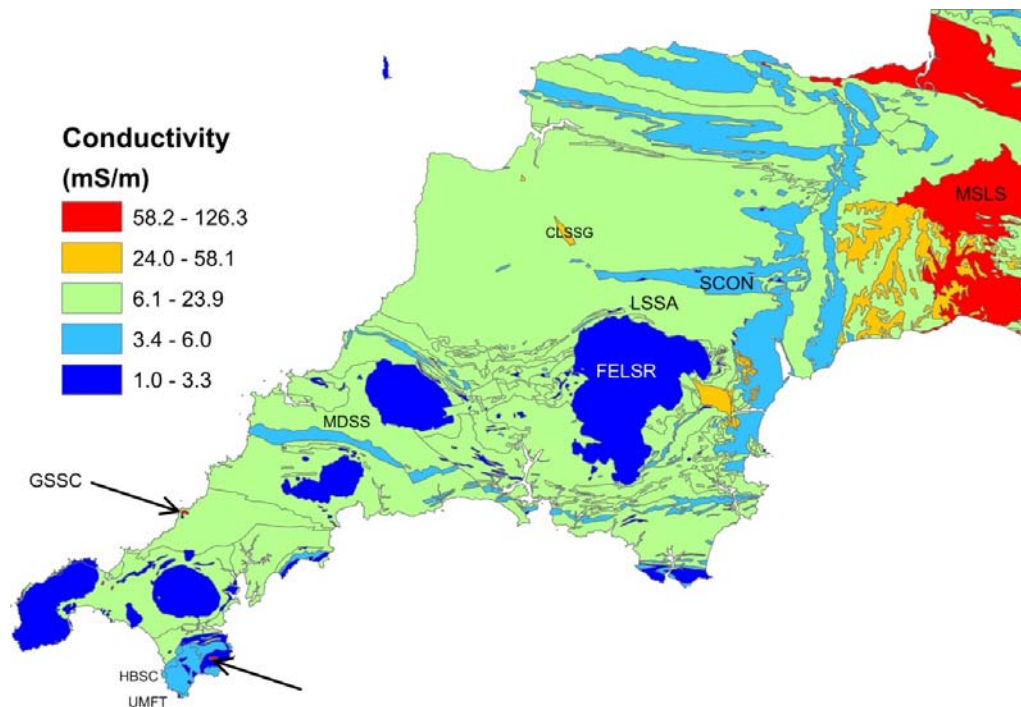 Conductivity
(mS/m)
58.2 - 126.3
24.0 - 58.1
6.1 - 23.9
3.4 - 6.0
1.0 - 3.3
MSLS
CLSSG
SCON
LSSA
FELSR
MDSS
GSSC
HBSC
UMFT